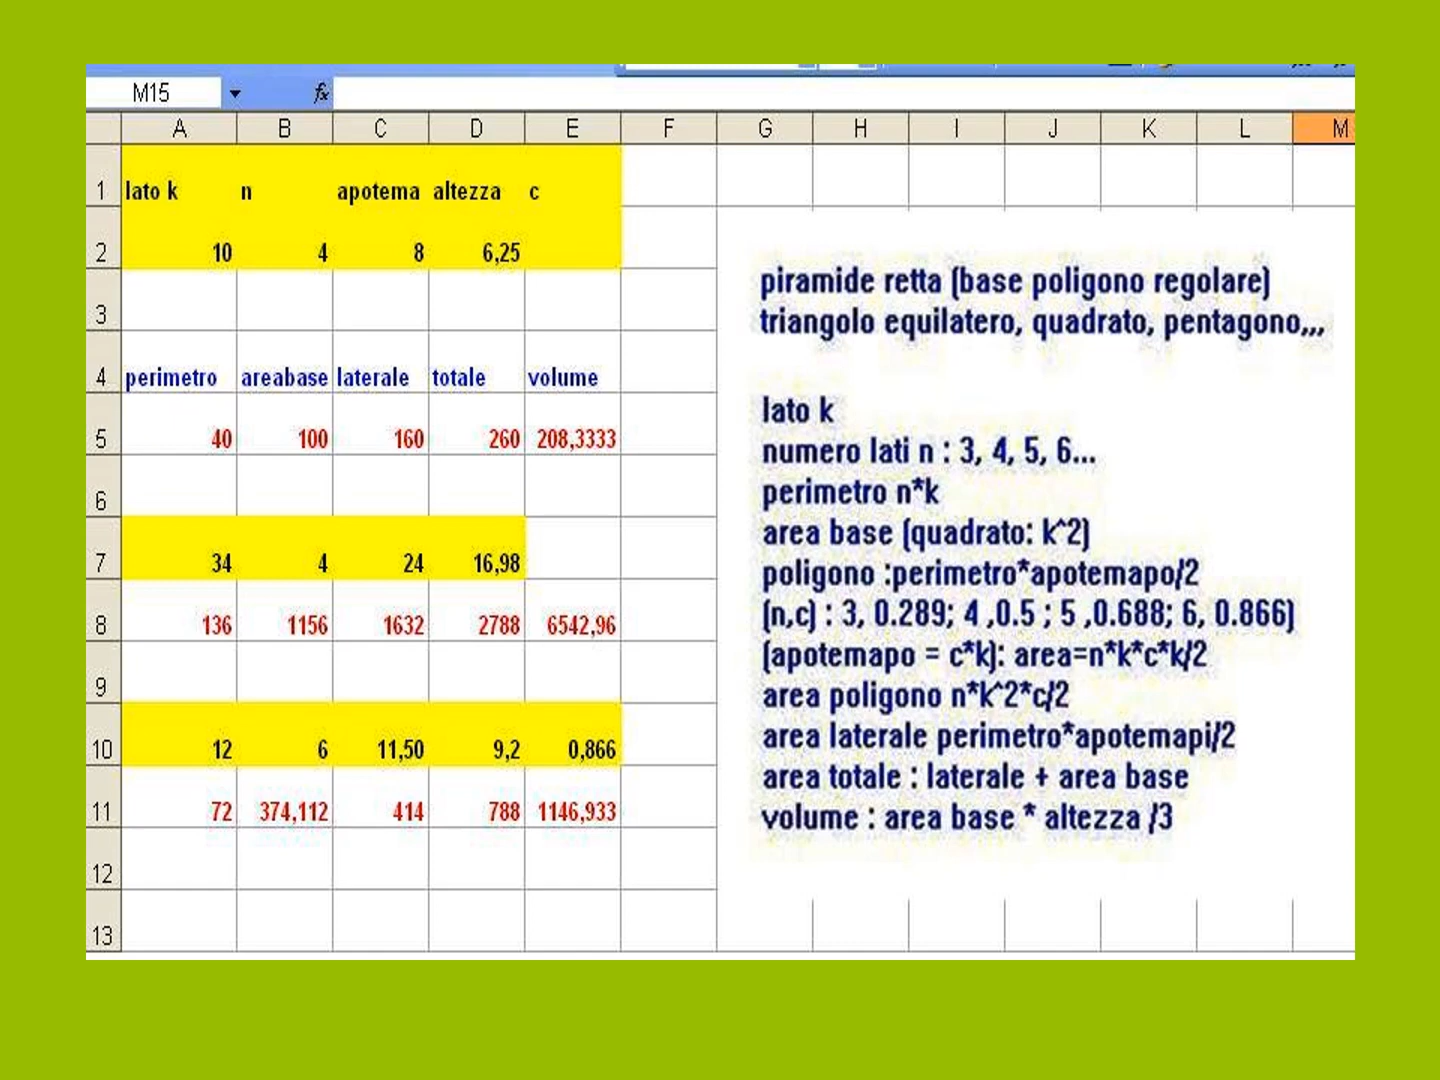 M15 fx
A B C D E F G H I J K L M
1 lato k n apotema altezza c
2 10 4 8 6,25
3
4 perimetro areabase laterale totale volume
5 40 100 160 260 208,3333
6
7 34 4 24 16,98
8 136 1156 1632 2788 6542,96
9
10 12 6 11,50 9,2 0,866
11 72 374,112 414 788 1146,933
12
13
piramide retta (base poligono regolare)
triangolo equilatero, quadrato, pentagono,,,
lato k
numero lati n : 3, 4, 5, 6...
perimetro n*k
area base (quadrato: k^2)
poligono :perimetro*apotemapo/2
(n,c) : 3, 0.289; 4 ,0.5 ; 5 ,0.688; 6, 0.866)
(apotemapo = c*k): area=n*k*c*k/2
area poligono n*k^2*c/2
area laterale perimetro*apotemapi/2
area totale : laterale + area base
volume : area base * altezza /3